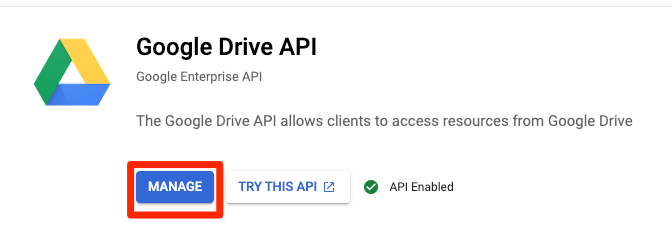 Google Drive API
Google Enterprise API
The Google Drive API allows clients to access resources from Google Drive
MANAGE TRY THIS API API Enabled